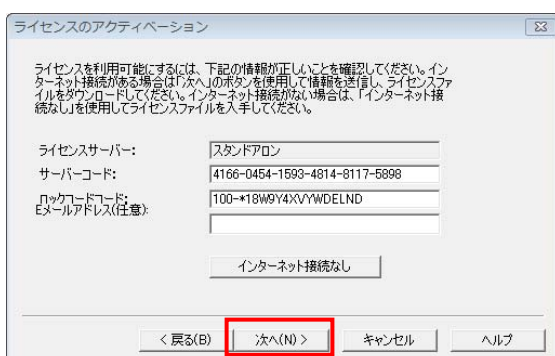 ライセンスのアクティベーション
ライセンスを利用可能にするには、下記の情報が正しいことを確認してください。イン
ターネット接続がある場合は「次へ」のボタンを使用して情報を送信し、ライセンスファ
イルをダウンロードしてください。インターネット接続がない場合は、「インターネット接
続なし」を使用してライセンスファイルを入手してください。
ライセンスサーバー: スタンドアロン
サーバーコード: 4166-0454-1593-4814-8117-5898
ロックコードコード: 100-*18W9Y4XVYWDELND
Eメールアドレス(任意):
インターネット接続なし
< 戻る(B) 次へ(N) > キャンセル ヘルプ